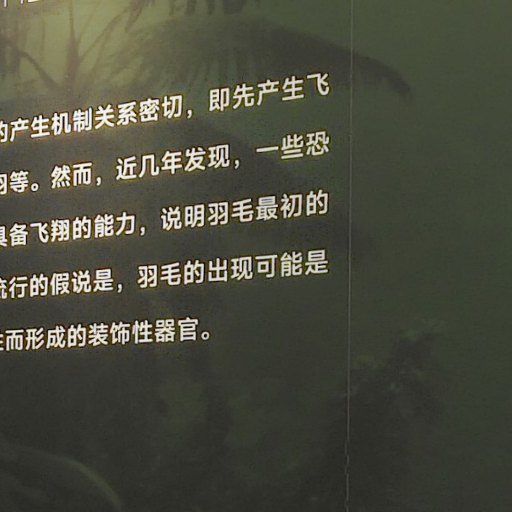 的产生机制关系密切，即先产生飞
羽等。然而，近几年发现，一些恐
具备飞翔的能力，说明羽毛最初的
流行的假说是，羽毛的出现可能是
而形成的装饰性器官。